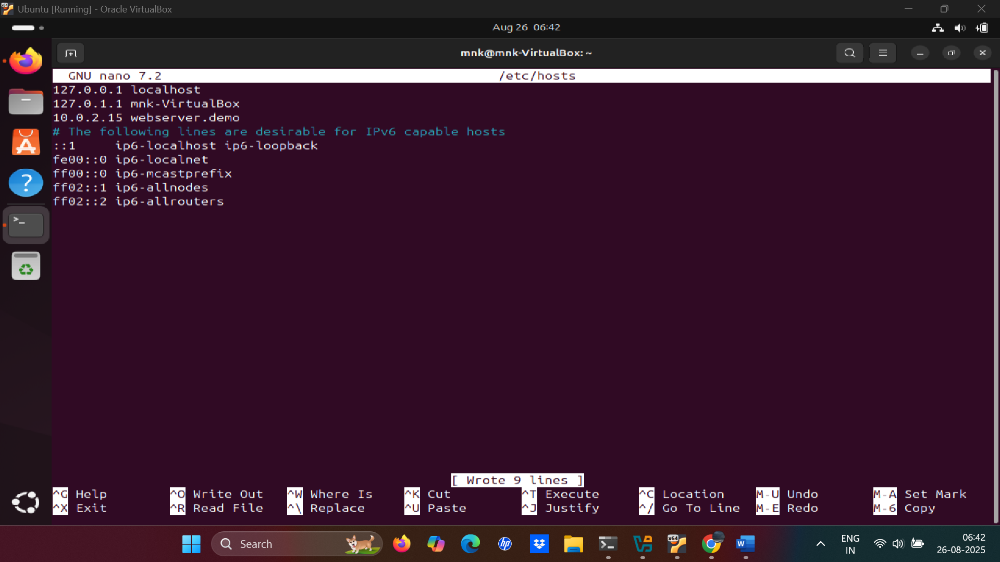 Ubuntu [Running] - Oracle VirtualBox
Aug 26 06:42
mnk@mnk-VirtualBox: ~
GNU nano 7.2 /etc/hosts
127.0.0.1 localhost
127.0.1.1 mnk-VirtualBox
10.0.2.15 webserver.demo
# The following lines are desirable for IPv6 capable hosts
::1 ip6-localhost ip6-loopback
fe00::0 ip6-localnet
ff00::0 ip6-mcastprefix
ff02::1 ip6-allnodes
ff02::2 ip6-allrouters
[ Wrote 9 lines ]
^G Help ^O Write Out ^W Where Is ^K Cut ^T Execute ^C Location M-U Undo M-A Set Mark
^X Exit ^R Read File ^\ Replace ^U Paste ^J Justify ^/ Go To Line M-E Redo M-6 Copy
Search
hp
x64
W
ENG
IN
06:42
26-08-2025